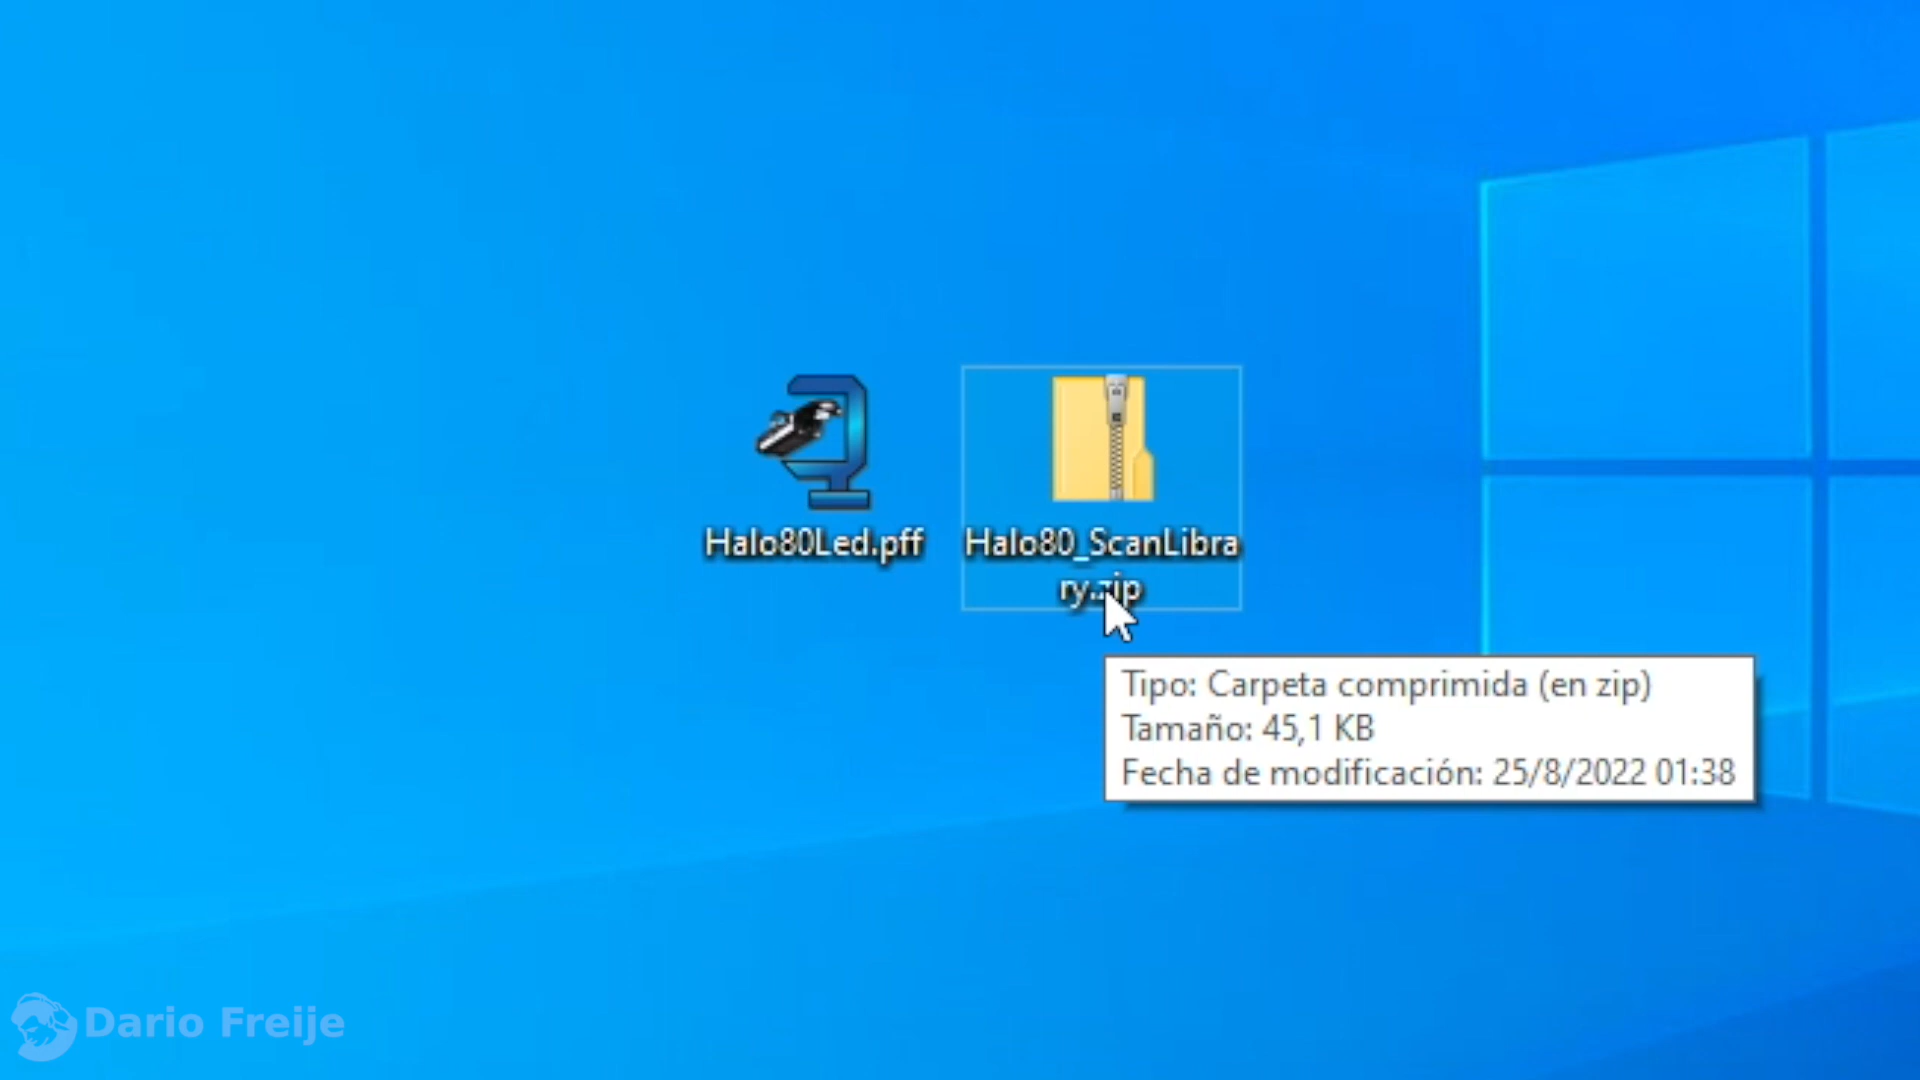 Halo80Led.pff
Halo80_ScanLibra
ry.zip
Tipo: Carpeta comprimida (en zip)
Tamaño: 45,1 KB
Fecha de modificación: 25/8/2022 01:38
Dario Freije